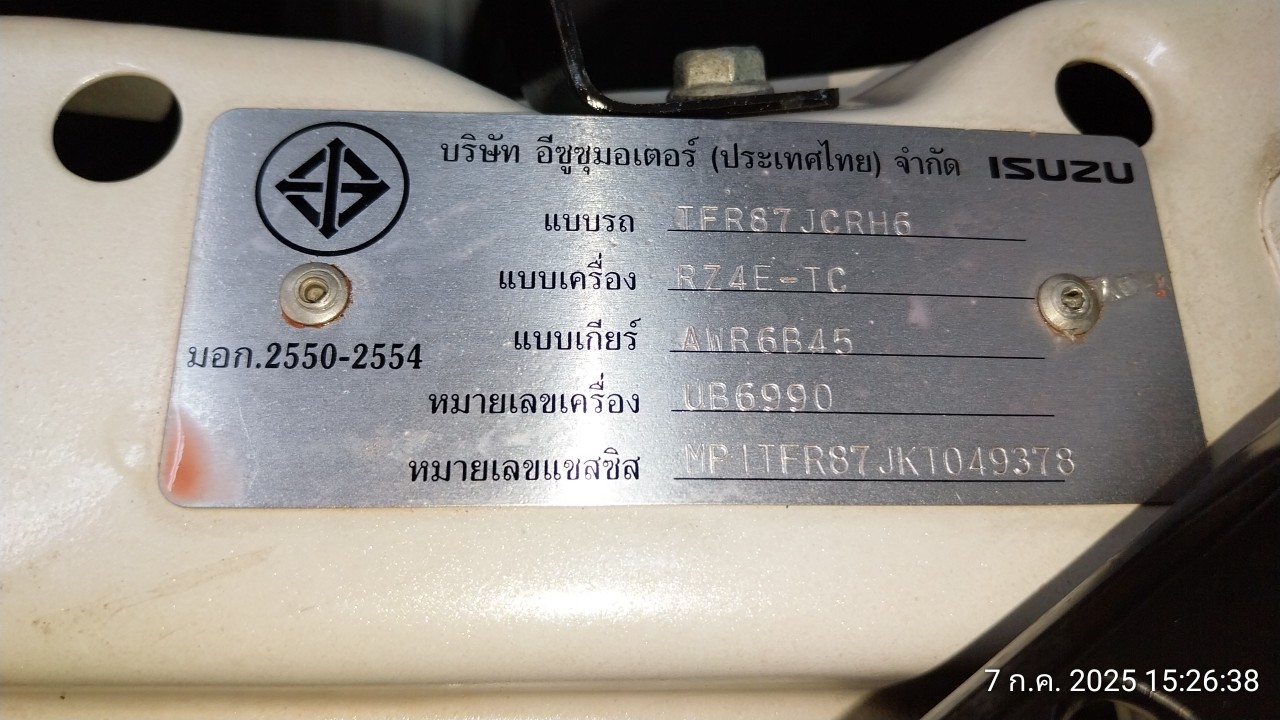 บริษัท อีซูซุมอเตอร์ (ประเทศไทย) จำกัด ISUZU
แบบรถ TFR87JCRH6
แบบเครื่อง RZ4E-TC
แบบเกียร์ AWR6B45
มอก.2550-2554
หมายเลขเครื่อง UB6990
หมายเลขแชสซิส MP1TFR87JKT049378
7 ก.ค. 2025 15:26:38